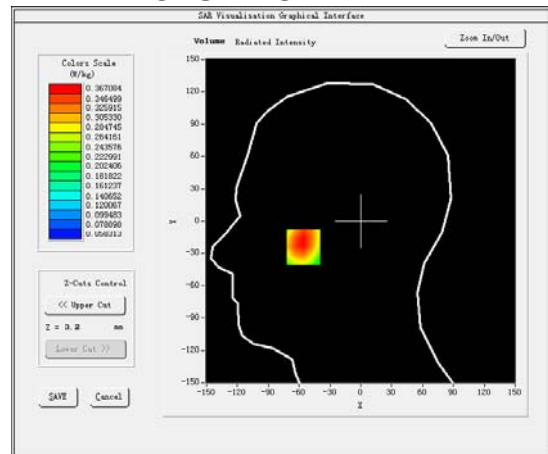 SAR Visualisation Graphical Interface
Volume Radiated Intensity
Zoom In/Out
Colors Scale
(W/kg)
0.367084
0.346499
0.325915
0.305330
0.284745
0.264161
0.243576
0.222991
0.202406
0.181822
0.161237
0.140652
0.120067
0.099483
0.078898
0.058313
Z-Cuts Control
<< Upper Cut
Z = 3.2 mm
Lower Cut >>
SAVE Cancel
150
120
90
60
30
0
-30
-60
-90
-120
-150
Y
-150 -120 -90 -60 -30 0 30 60 90 120 150
X